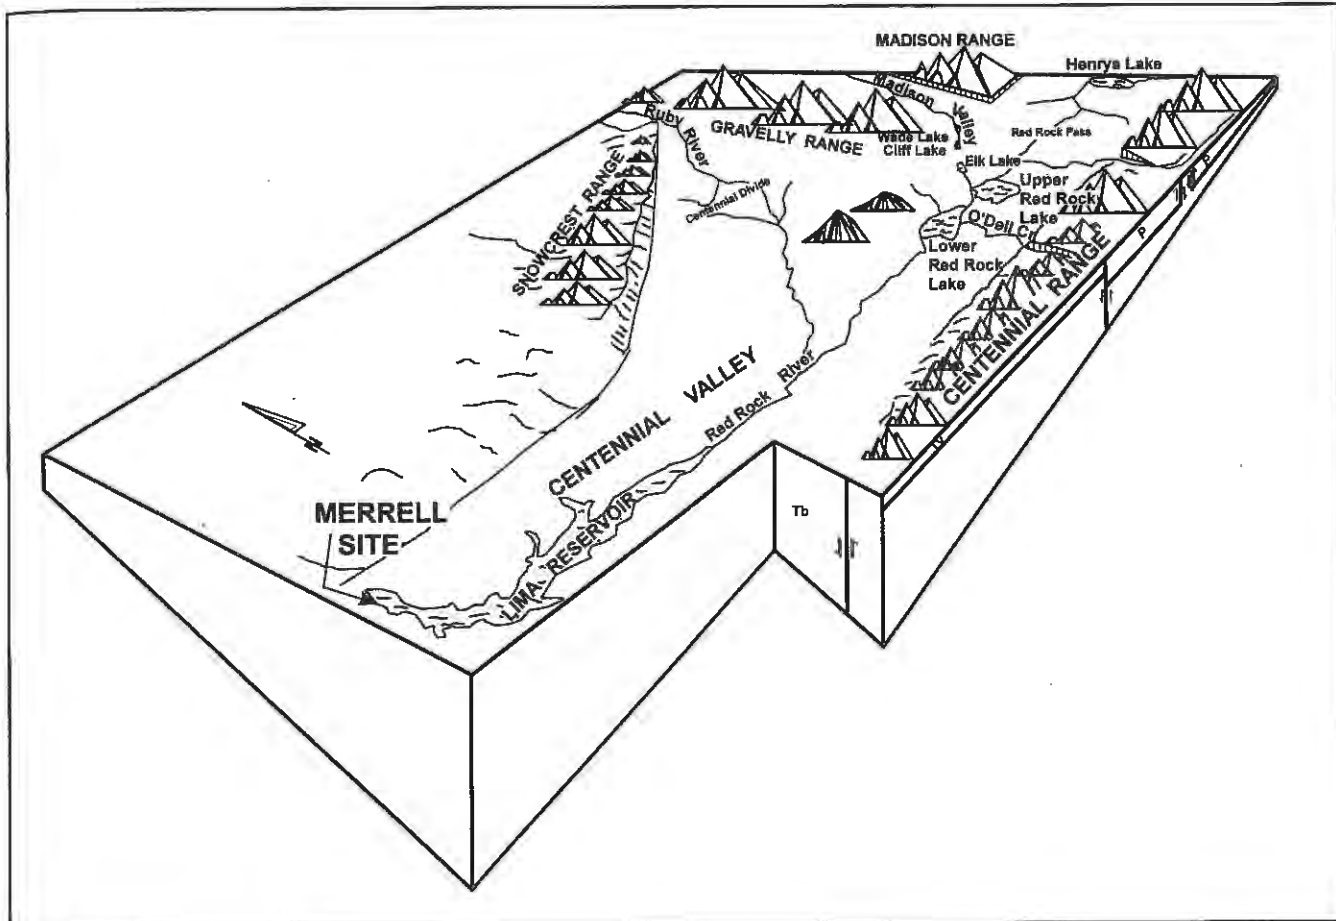 MADISON RANGE
Henrys Lake
Madison
Valley
Ruby
River
GRAVELLY RANGE
Wade Lake
Cliff Lake
Red Rock Pass
Elk Lake
SNOWCREST RANGE
Centennial Divide
Upper
Red Rock
Lake
O'Dell Cr
Lower
Red Rock
Lake
P
P
CENTENNIAL RANGE
CENTENNIAL VALLEY
Red Rock River
N
MERRELL
SITE
LIMA RESERVOIR
Tb